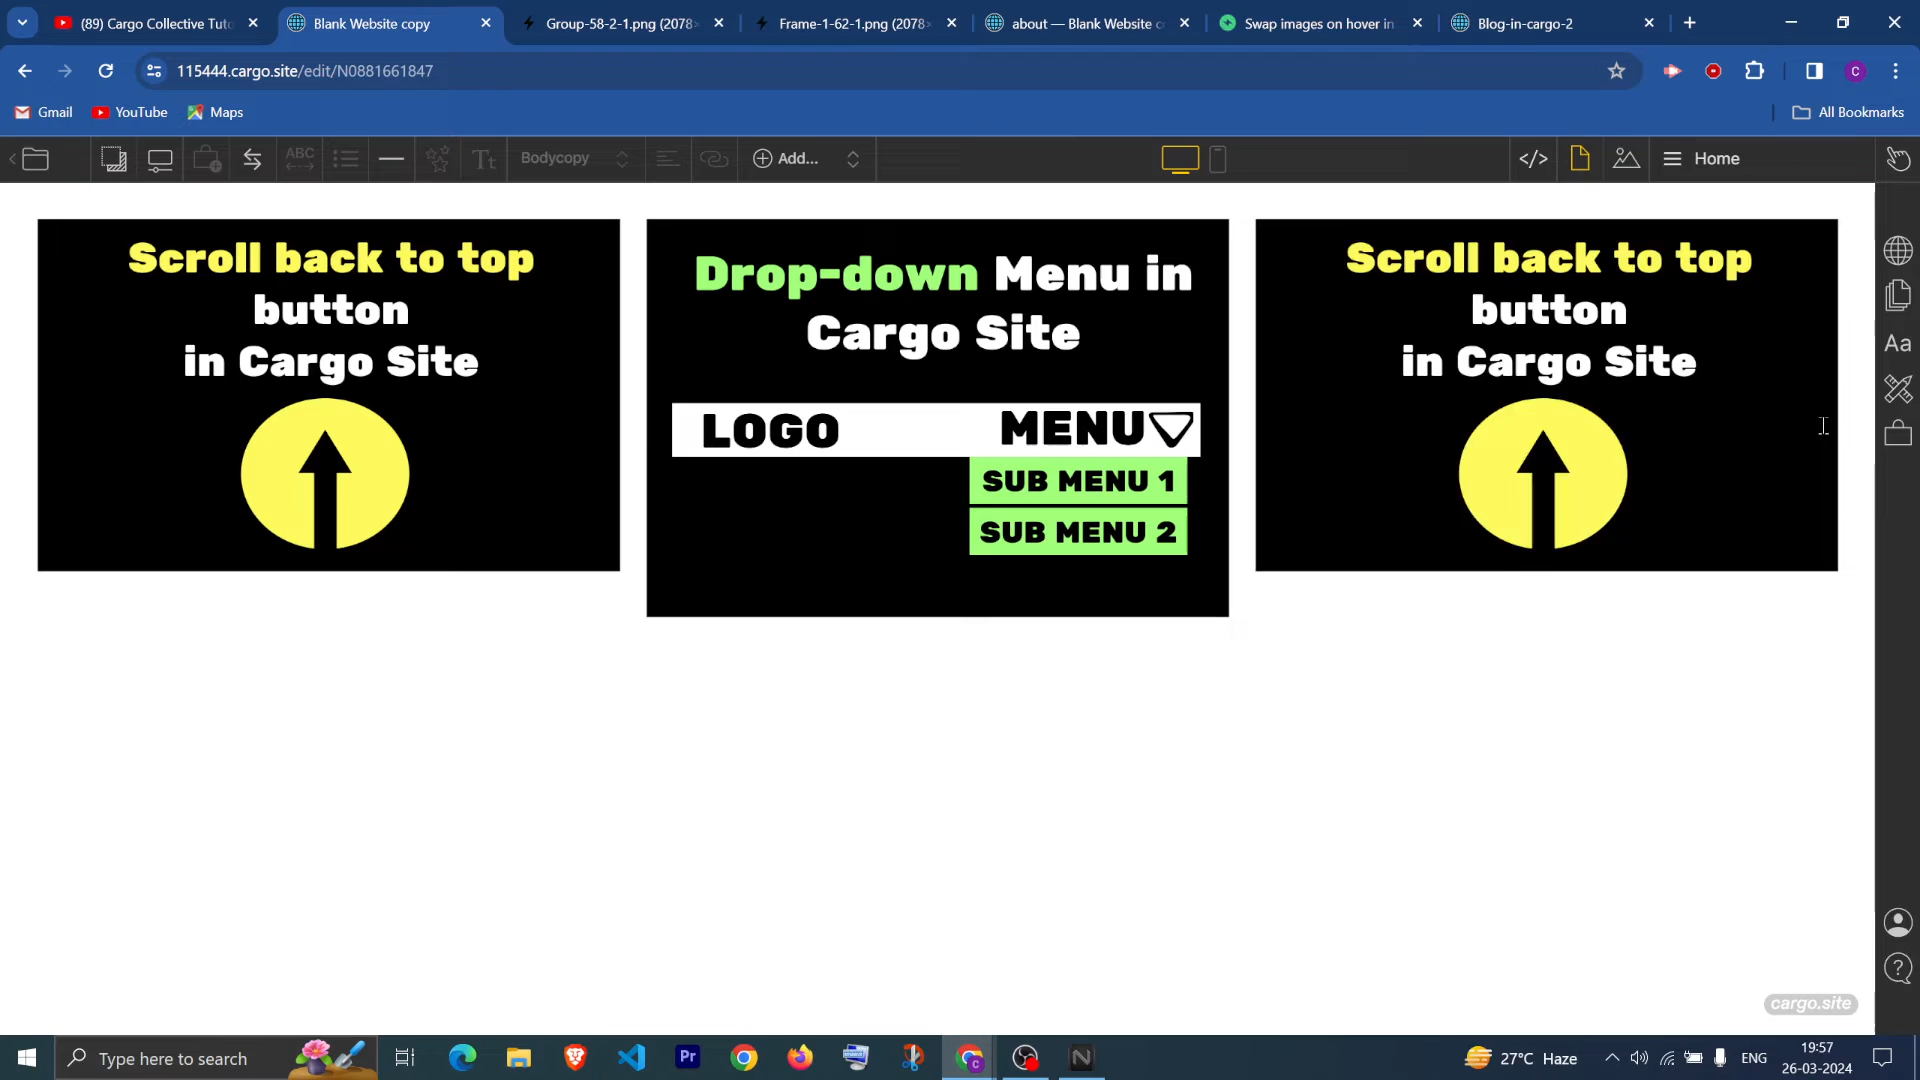 (89) Cargo Collective Tuto
Blank Website copy
Group-58-2-1.png (2078×
Frame-1-62-1.png (2078×
about — Blank Website c
Swap images on hover in
Blog-in-cargo-2
115444.cargo.site/edit/N0881661847
C
Gmail
YouTube
Maps
All Bookmarks
ABC
Tt
Bodycopy
Add...
</>
Home
Scroll back to top
button
in Cargo Site
Drop-down Menu in
Cargo Site
LOGO
MENU
SUB MENU 1
SUB MENU 2
Scroll back to top
button
in Cargo Site
Aa
cargo.site
Type here to search
Pr
C
N
27°C Haze
ENG
19:57
26-03-2024